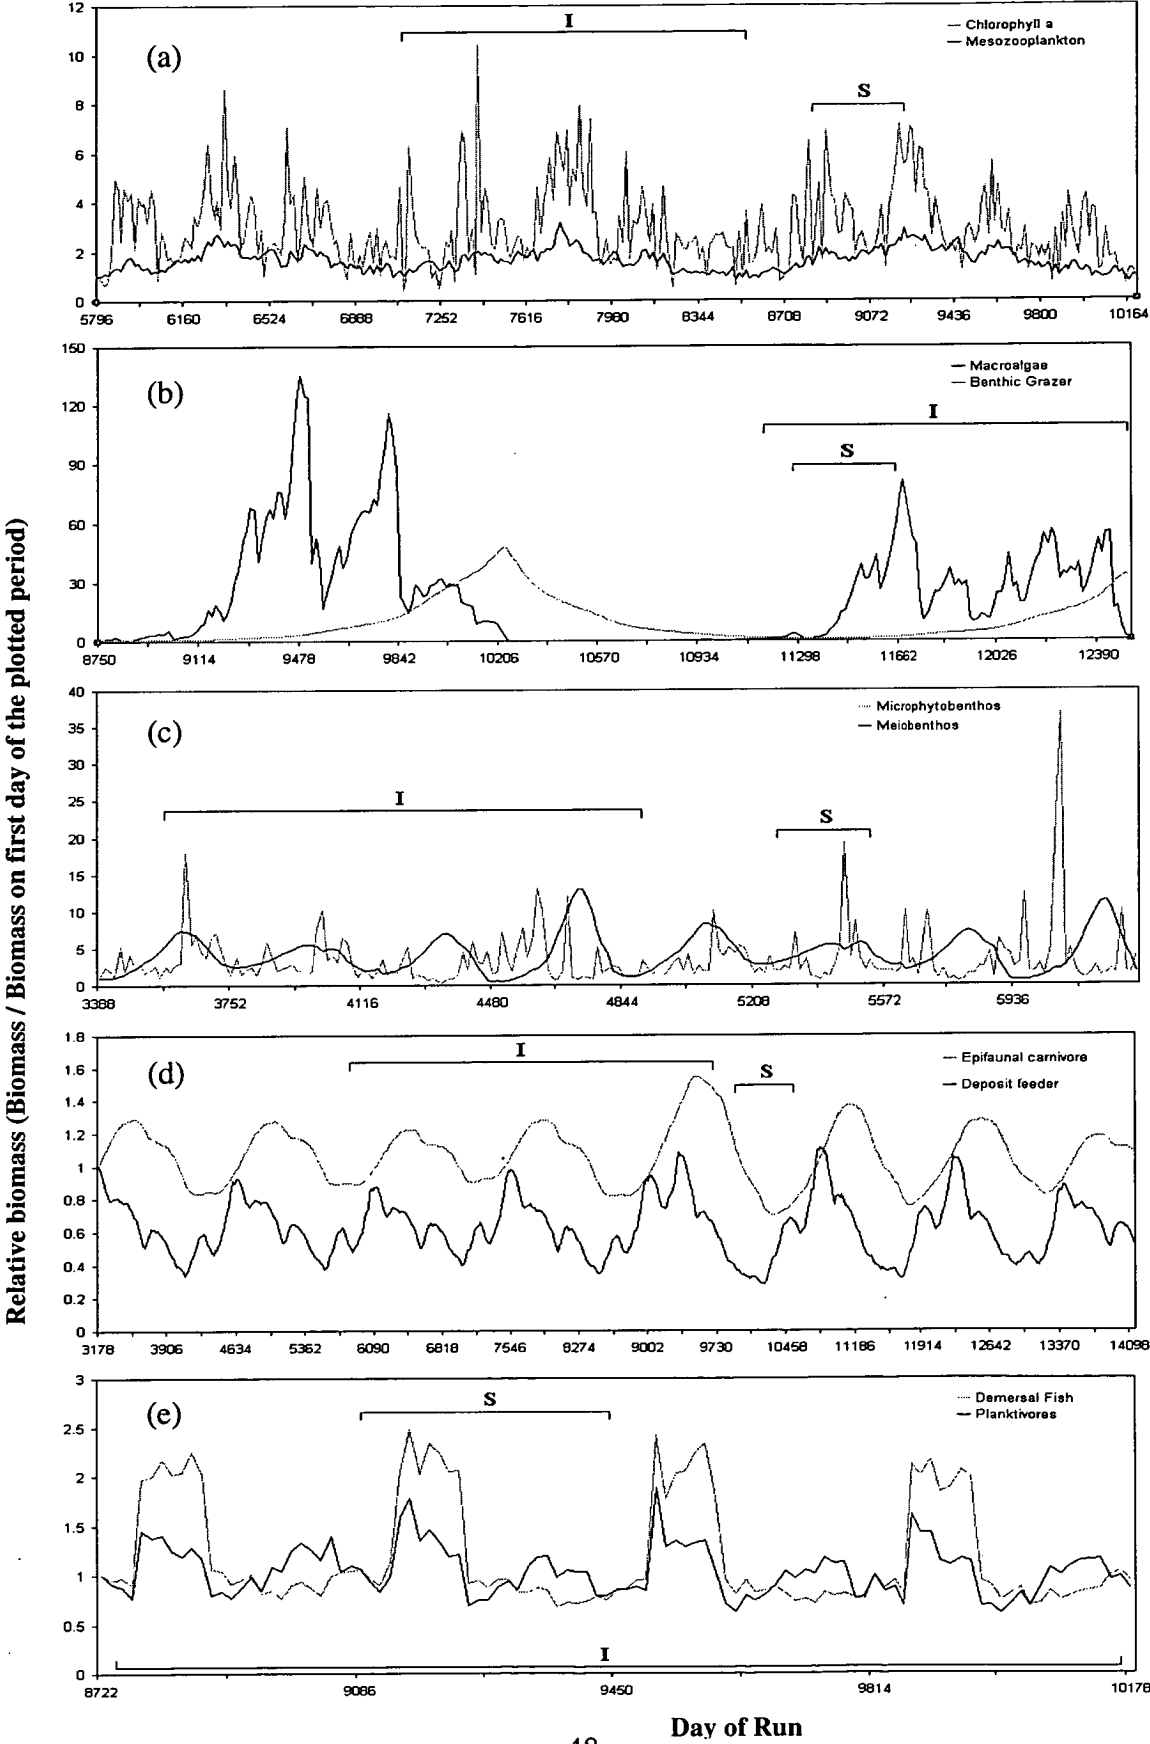 Relative biomass (Biomass / Biomass on first day of the plotted period)
(a)
I
S
Chlorophyll a
Mesozooplankton
12
10
8
6
4
2
0
5796 6160 6524 6888 7252 7616 7980 8344 8708 9072 9436 9800 10164
(b)
I
S
Macroalgae
Benthic Grazer
150
120
90
60
30
0
8750 9114 9478 9842 10206 10570 10934 11298 11662 12026 12390
(c)
I
S
Microphytobenthos
Meiobenthos
40
35
30
25
20
15
10
5
0
3388 3752 4116 4480 4844 5208 5572 5936
(d)
I
S
Epifaunal carnivore
Deposit feeder
1.8
1.6
1.4
1.2
1
0.8
0.6
0.4
0.2
0
3178 3906 4634 5362 6090 6818 7546 8274 9002 9730 10458 11186 11914 12642 13370 14098
(e)
S
I
Demersal Fish
Planktivores
3
2.5
2
1.5
1
0.5
0
8722 9086 9450 9814 10178
Day of Run